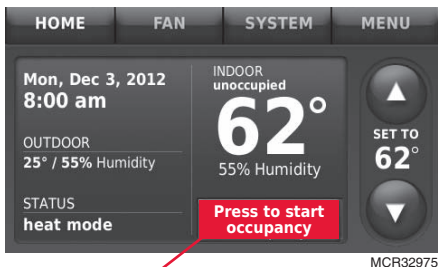 HOME FAN SYSTEM MENU
Mon, Dec 3, 2012
8:00 am
OUTDOOR
25° / 55% Humidity
STATUS
heat mode
INDOOR
unoccupied
62°
55% Humidity
Press to start
occupancy
SET TO
62°
MCR32975